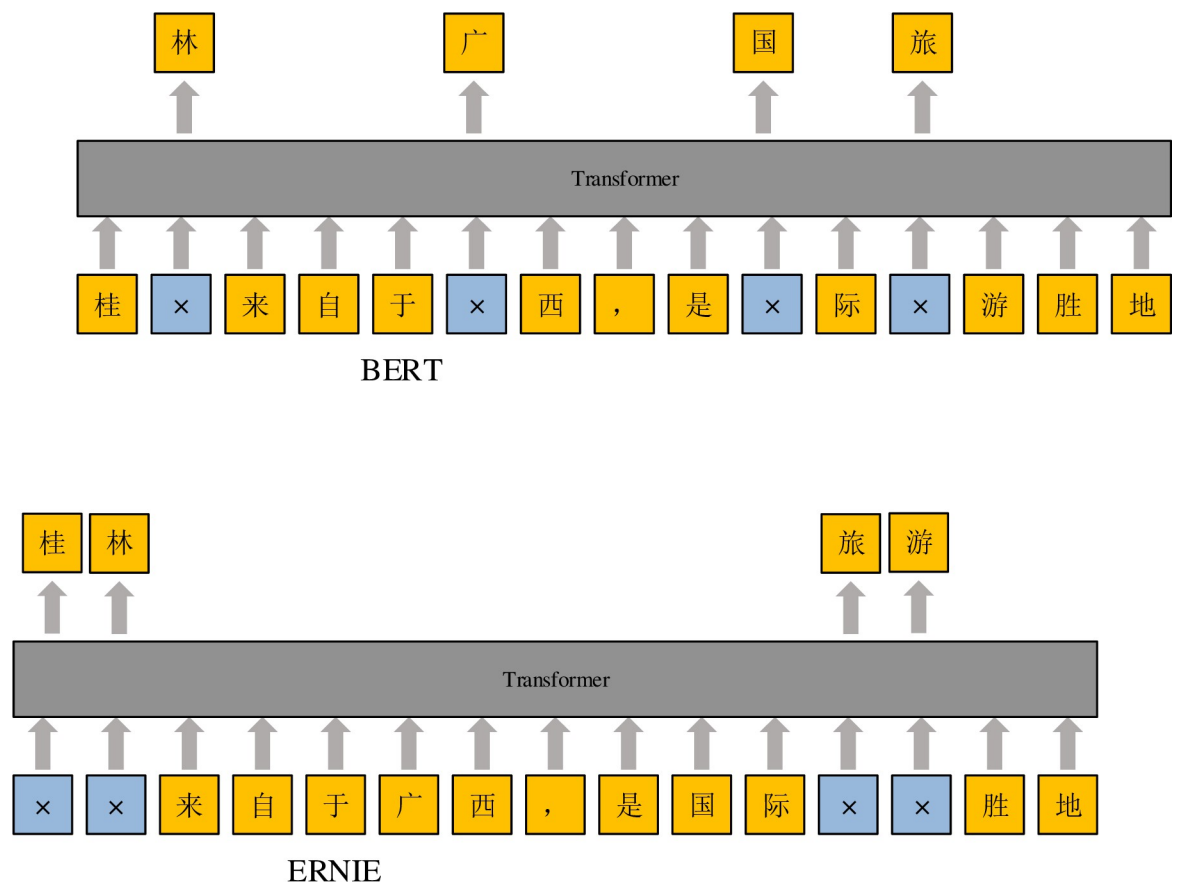 林 广 国 旅
Transformer
桂 × 来 自 于 × 西 ， 是 × 际 × 游 胜 地
BERT
桂 林 旅 游
Transformer
× × 来 自 于 广 西 ， 是 国 际 × × 胜 地
ERNIE